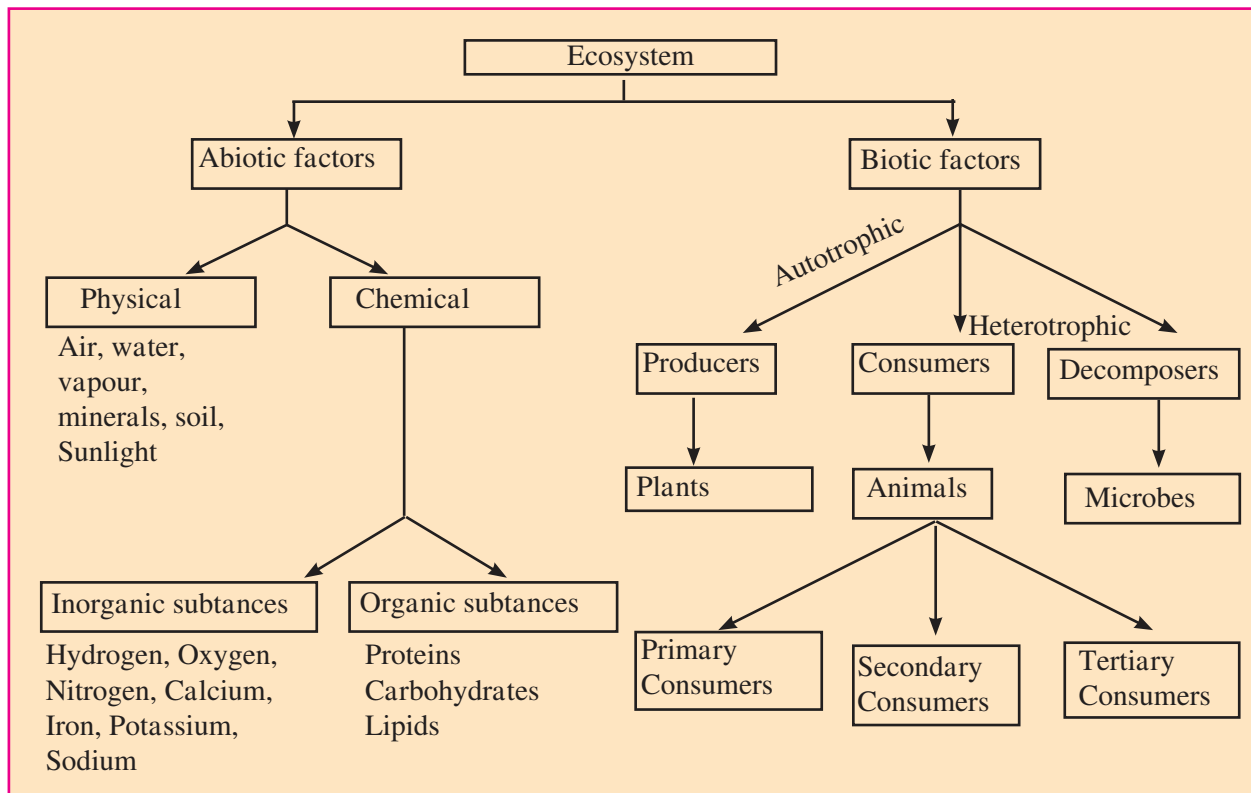 Ecosystem
Abiotic factors
Biotic factors
Autotrophic
Heterotrophic
Physical
Air, water,
vapour,
minerals, soil,
Sunlight
Chemical
Producers
Consumers
Decomposers
Plants
Animals
Microbes
Inorganic subtances
Hydrogen, Oxygen,
Nitrogen, Calcium,
Iron, Potassium,
Sodium
Organic subtances
Proteins
Carbohydrates
Lipids
Primary
Consumers
Secondary
Consumers
Tertiary
Consumers